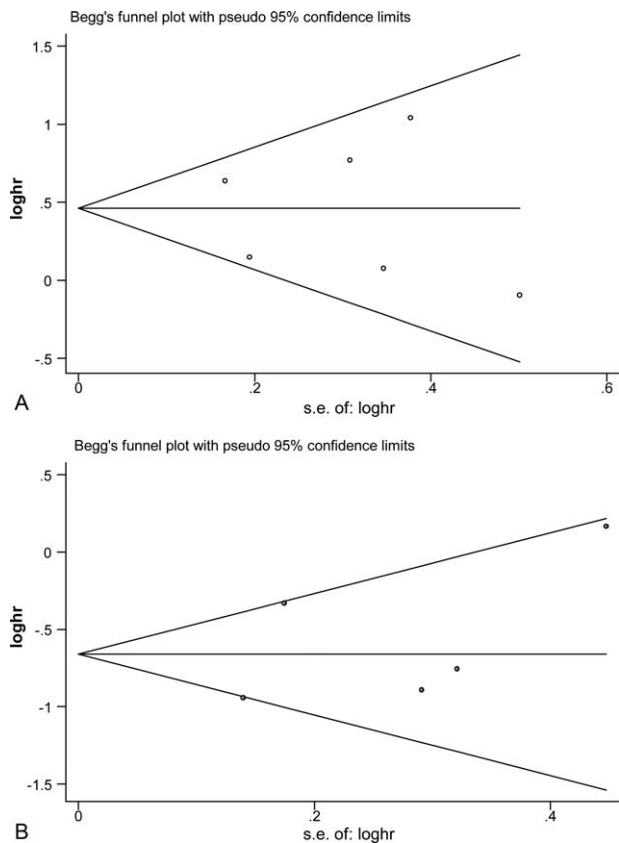 Begg's funnel plot with pseudo 95% confidence limits
1.5
1
.5
0
-.5
loghr
0
.2
.4
.6
s.e. of: loghr
A
Begg's funnel plot with pseudo 95% confidence limits
.5
0
-.5
-1
-1.5
loghr
0
.2
.4
s.e. of: loghr
B